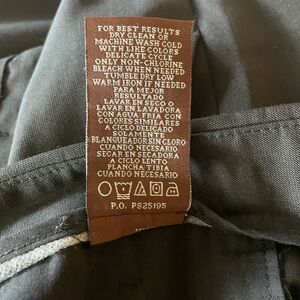 FOR BEST RESULTS
DRY CLEAN OR
MACHINE WASH COLD
WITH LIKE COLORS
DELICATE CYCLE
ONLY NON-CHLORINE
BLEACH WHEN NEEDED
TUMBLE DRY LOW
WARM IRON IF NEEDED
PARA MEJOR
RESULTADO
LAVAR EN SECO O
LAVAR EN LAVADORA
CON AGUA FRIA CON
COLORES SIMILARES
A CICLO DELICADO
SOLAMENTE
BLANQUEADOR SIN CLORO
CUANDO NECESARIO.
SECAR EN SECADORA
A CICLO LENTO
PLANCHA TIBIA
CUANDO NECESARIO
P.O. PS25195